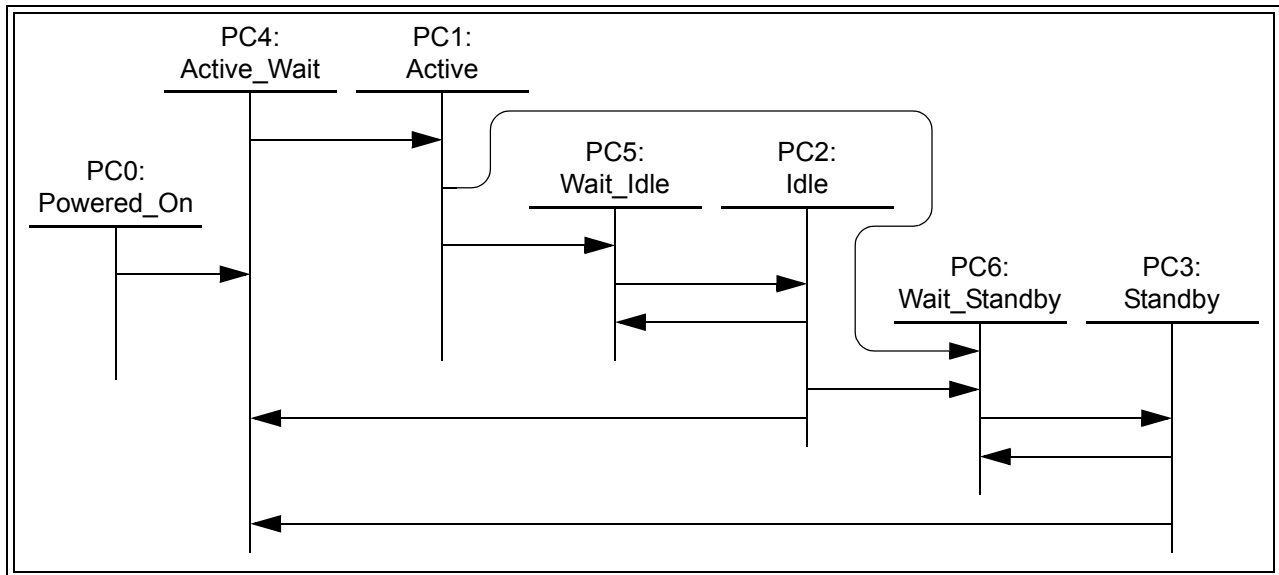 PC4:
Active_Wait
PC1:
Active
PC0:
Powered_On
PC5:
Wait_Idle
PC2:
Idle
PC6:
Wait_Standby
PC3:
Standby